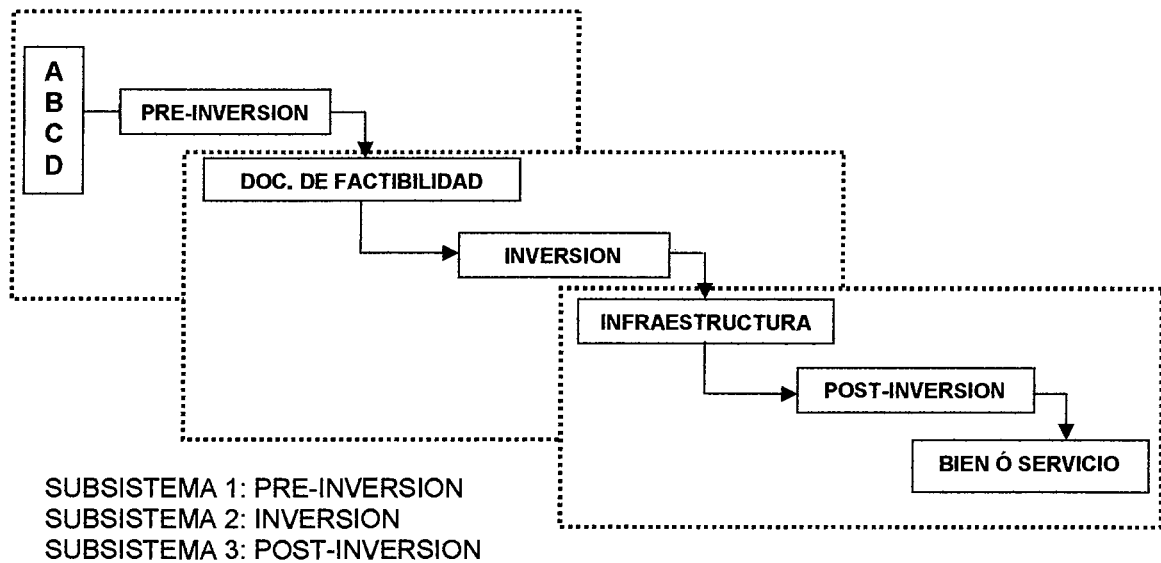 A
B
C
D
PRE-INVERSION
DOC. DE FACTIBILIDAD
INVERSION
INFRAESTRUCTURA
POST-INVERSION
BIEN Ó SERVICIO
SUBSISTEMA 1: PRE-INVERSION
SUBSISTEMA 2: INVERSION
SUBSISTEMA 3: POST-INVERSION